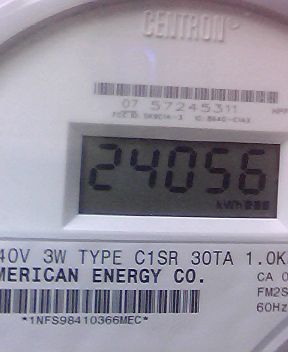 CENTRON
07 57245311
24056
kWh
40V 3W TYPE C1SR 30TA 1.0K
MERICAN ENERGY CO.
CA 0
FM2S
60Hz
*1NFS98410366MEC*